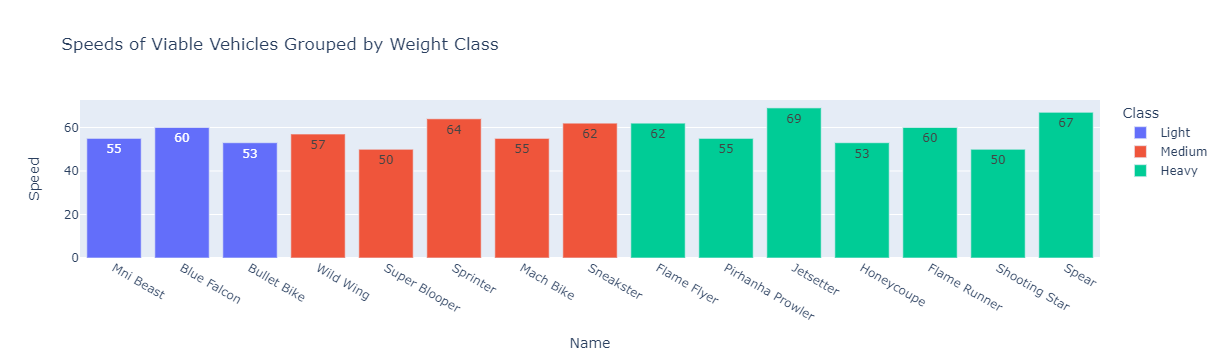 Speeds of Viable Vehicles Grouped by Weight Class
Class
Light
Medium
Heavy
Speed
60
40
20
0
55
60
53
57
50
64
55
62
62
55
69
53
60
50
67
Mni Beast
Blue Falcon
Bullet Bike
Wild Wing
Super Blooper
Sprinter
Mach Bike
Sneakster
Flame Flyer
Pirhanha Prowler
Jetsetter
Honeycoupe
Flame Runner
Shooting Star
Spear
Name